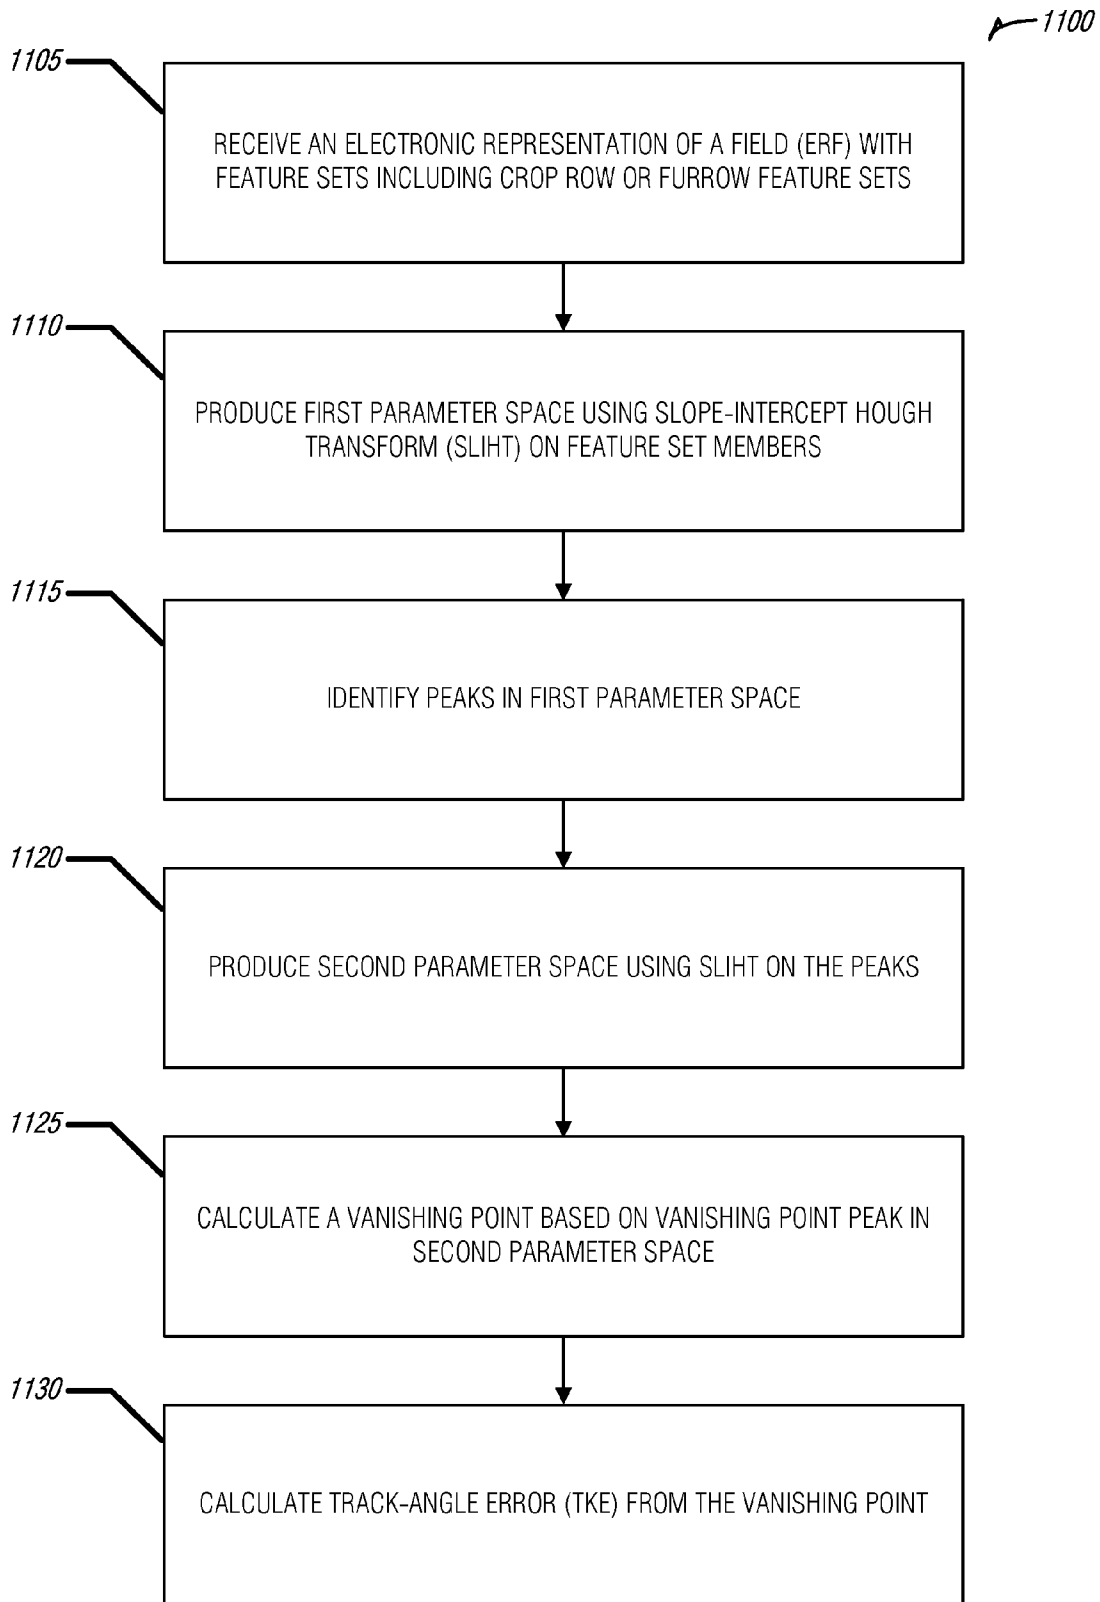 1100
1105
RECEIVE AN ELECTRONIC REPRESENTATION OF A FIELD (ERF) WITH
FEATURE SETS INCLUDING CROP ROW OR FURROW FEATURE SETS
1110
PRODUCE FIRST PARAMETER SPACE USING SLOPE-INTERCEPT HOUGH
TRANSFORM (SLIHT) ON FEATURE SET MEMBERS
1115
IDENTIFY PEAKS IN FIRST PARAMETER SPACE
1120
PRODUCE SECOND PARAMETER SPACE USING SLIHT ON THE PEAKS
1125
CALCULATE A VANISHING POINT BASED ON VANISHING POINT PEAK IN
SECOND PARAMETER SPACE
1130
CALCULATE TRACK-ANGLE ERROR (TKE) FROM THE VANISHING POINT